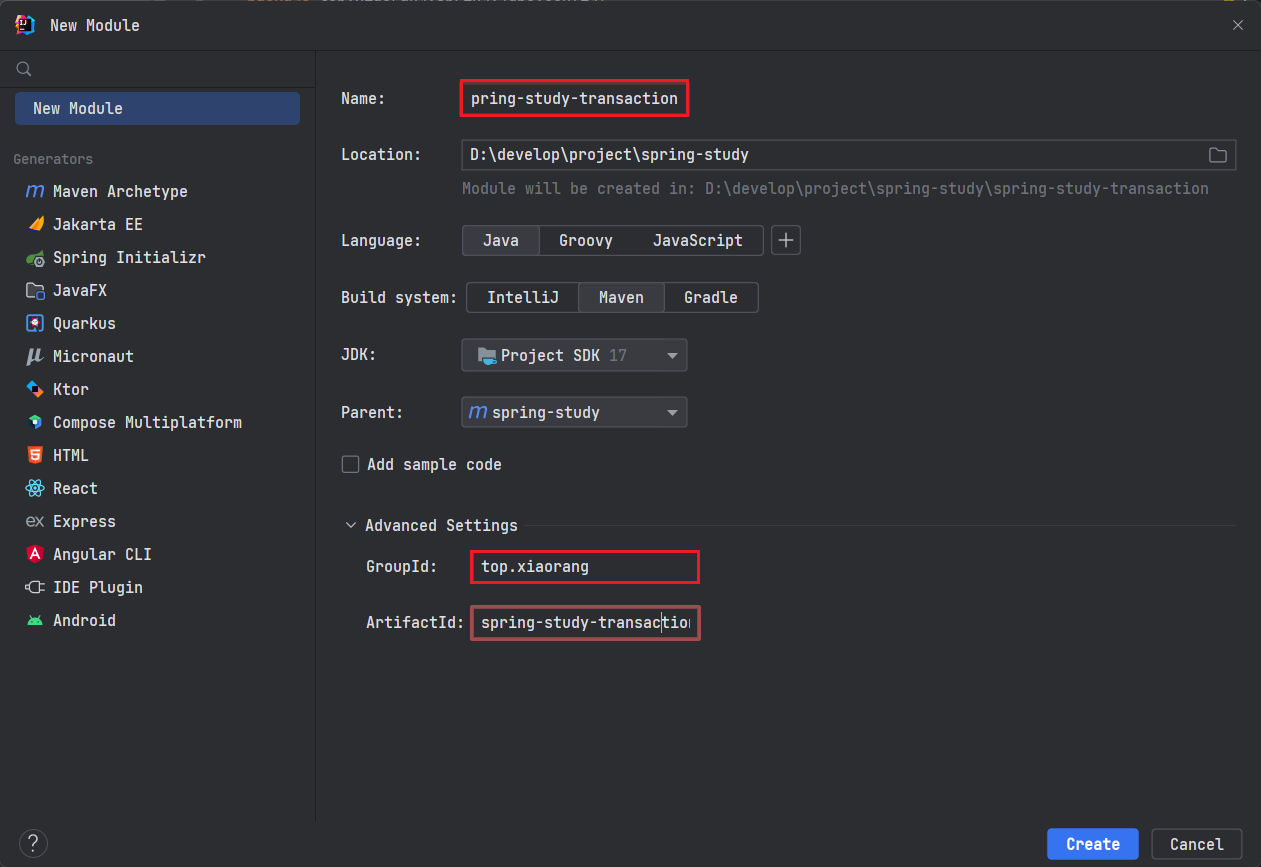 New Module
New Module
Generators
Maven Archetype
Jakarta EE
Spring Initializr
JavaFX
Quarkus
Micronaut
Ktor
Compose Multiplatform
HTML
React
Express
Angular CLI
IDE Plugin
Android
Name: pring-study-transaction
Location: D:\develop\project\spring-study
Module will be created in: D:\develop\project\spring-study\spring-study-transaction
Language: Java Groovy JavaScript
Build system: IntelliJ Maven Gradle
JDK: Project SDK 17
Parent: spring-study
Add sample code
Advanced Settings
GroupId: top.xiaorang
ArtifactId: spring-study-transaction
? Create Cancel